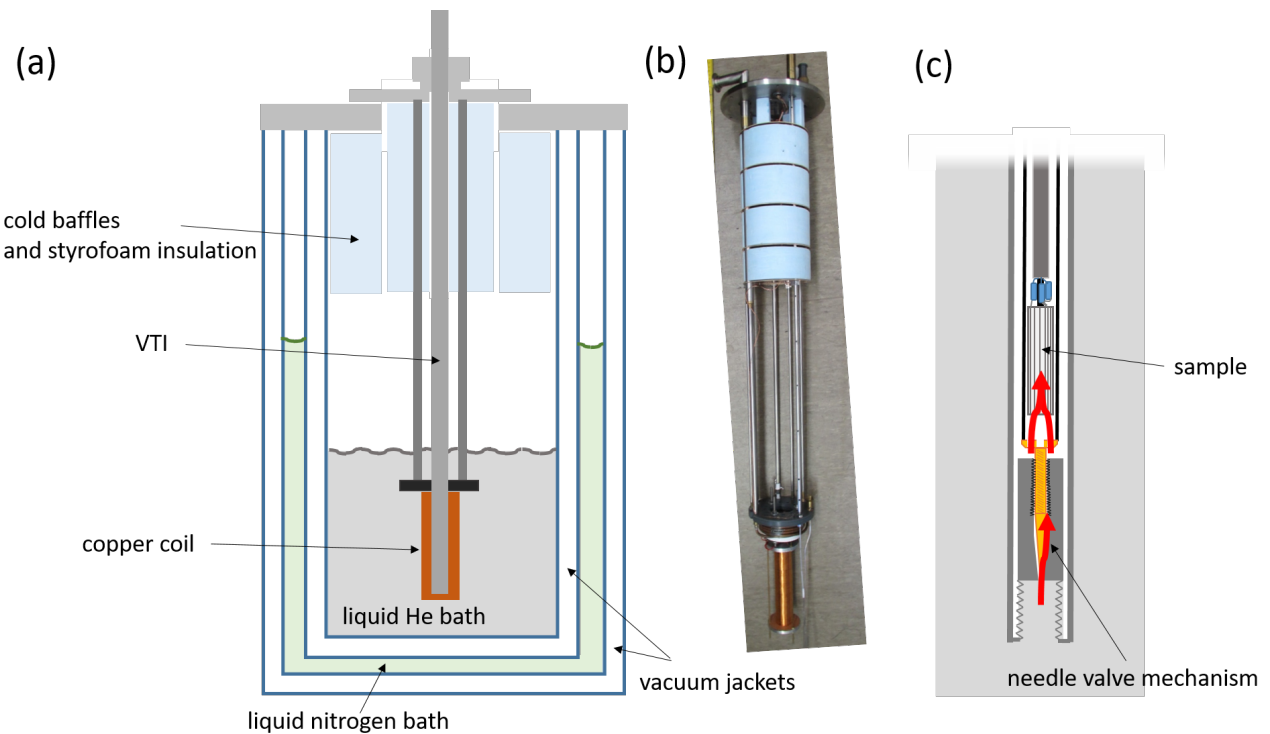 (a)
(b)
(c)
cold baffles
and styrofoam insulation
VTI
sample
copper coil
liquid He bath
needle valve mechanism
vacuum jackets
liquid nitrogen bath